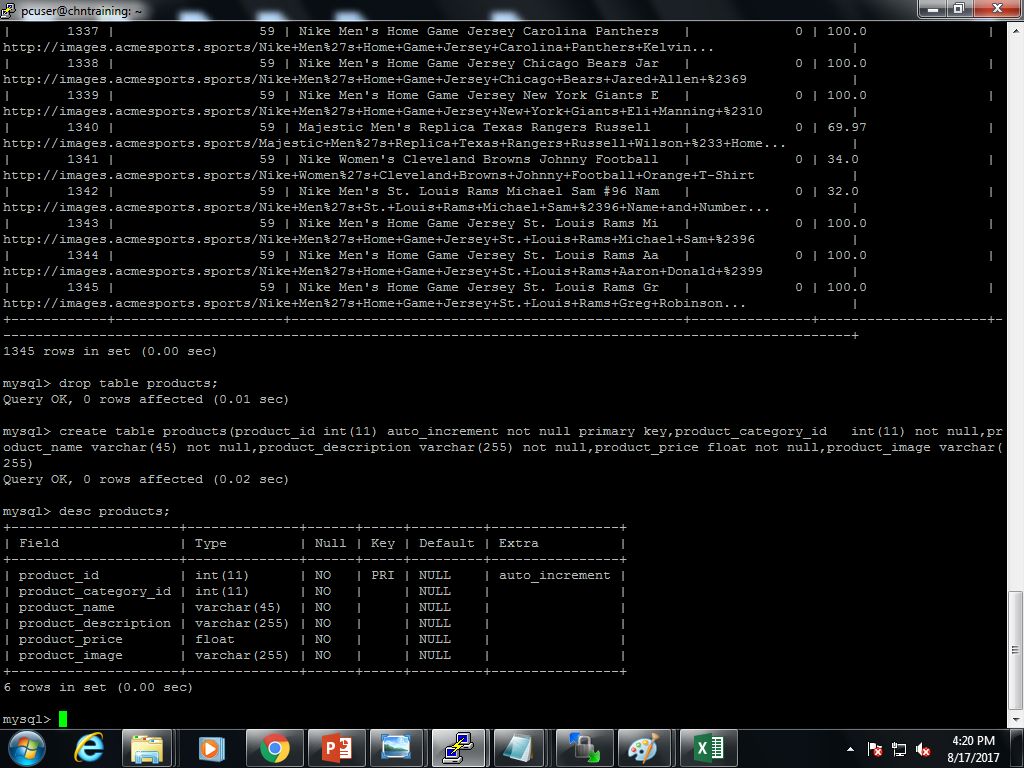 pcuser@chntraining: ~
| 1337 | 59 | Nike Men's Home Game Jersey Carolina Panthers | 0 | 100.0 |
http://images.acmesports.sports/Nike+Men%27s+Home+Game+Jersey+Carolina+Panthers+Kelvin... |
| 1338 | 59 | Nike Men's Home Game Jersey Chicago Bears Jar | 0 | 100.0 |
http://images.acmesports.sports/Nike+Men%27s+Home+Game+Jersey+Chicago+Bears+Jared+Allen+%2369 |
| 1339 | 59 | Nike Men's Home Game Jersey New York Giants E | 0 | 100.0 |
http://images.acmesports.sports/Nike+Men%27s+Home+Game+Jersey+New+York+Giants+Eli+Manning+%2310 |
| 1340 | 59 | Majestic Men's Replica Texas Rangers Russell | 0 | 69.97 |
http://images.acmesports.sports/Majestic+Men%27s+Replica+Texas+Rangers+Russell+Wilson+%233+Home... |
| 1341 | 59 | Nike Women's Cleveland Browns Johnny Football | 0 | 34.0 |
http://images.acmesports.sports/Nike+Women%27s+Cleveland+Browns+Johnny+Football+Orange+T-Shirt |
| 1342 | 59 | Nike Men's St. Louis Rams Michael Sam #96 Nam | 0 | 32.0 |
http://images.acmesports.sports/Nike+Men%27s+St.+Louis+Rams+Michael+Sam+%2396+Name+and+Number... |
| 1343 | 59 | Nike Men's Home Game Jersey St. Louis Rams Mi | 0 | 100.0 |
http://images.acmesports.sports/Nike+Men%27s+Home+Game+Jersey+St.+Louis+Rams+Michael+Sam+%2396 |
| 1344 | 59 | Nike Men's Home Game Jersey St. Louis Rams Aa | 0 | 100.0 |
http://images.acmesports.sports/Nike+Men%27s+Home+Game+Jersey+St.+Louis+Rams+Aaron+Donald+%2399 |
| 1345 | 59 | Nike Men's Home Game Jersey St. Louis Rams Gr | 0 | 100.0 |
http://images.acmesports.sports/Nike+Men%27s+Home+Game+Jersey+St.+Louis+Rams+Greg+Robinson... |
1345 rows in set (0.00 sec)
mysql> drop table products;
Query OK, 0 rows affected (0.01 sec)
mysql> create table products(product_id int(11) auto_increment not null primary key,product_category_id   int(11) not null,pr
oduct_name varchar(45) not null,product_description varchar(255) not null,product_price float not null,product_image varchar(
255)
Query OK, 0 rows affected (0.02 sec)
mysql> desc products;
| Field | Type | Null | Key | Default | Extra |
| product_id | int(11) | NO | PRI | NULL | auto_increment |
| product_category_id | int(11) | NO | | NULL | |
| product_name | varchar(45) | NO | | NULL | |
| product_description | varchar(255) | NO | | NULL | |
| product_price | float | NO | | NULL | |
| product_image | varchar(255) | NO | | NULL | |
6 rows in set (0.00 sec)
mysql>
4:20 PM
8/17/2017